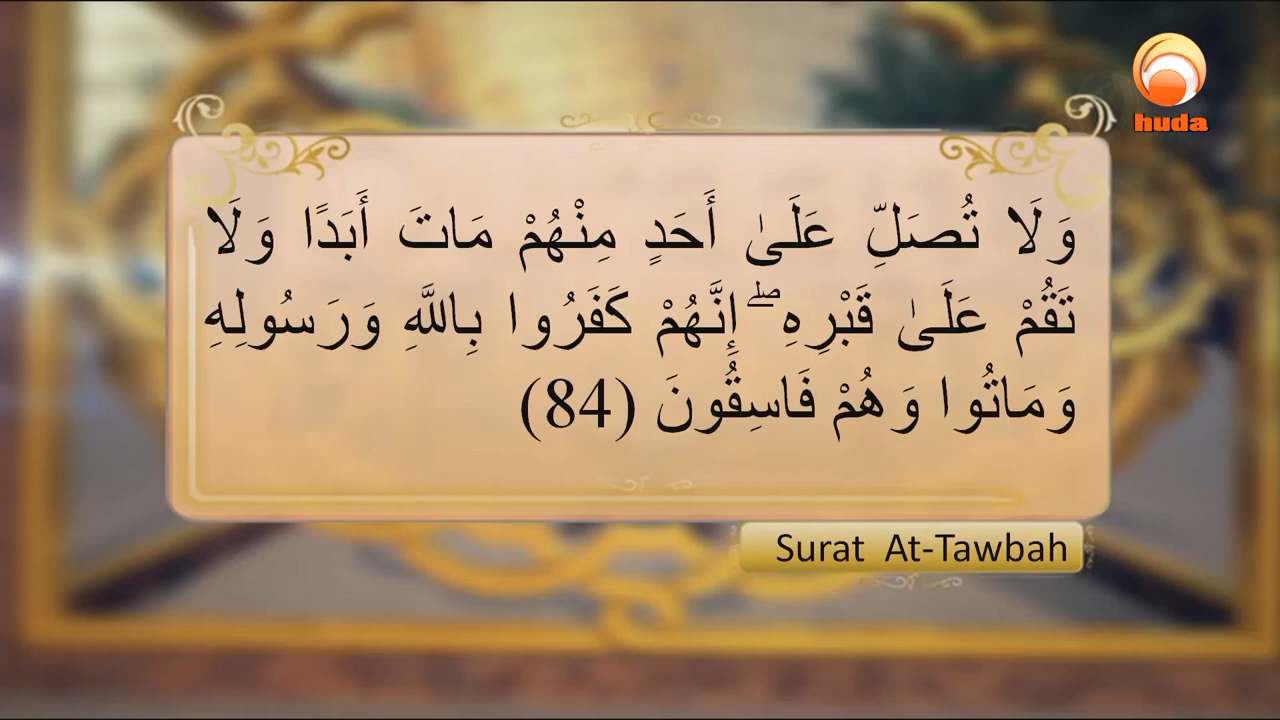 huda
وَلَا تُصَلِّ عَلَىٰ أَحَدٍ مِنْهُمْ مَاتَ أَبَدًا وَلَا
تَقُمْ عَلَىٰ قَبْرِهِ ۖ إِنَّهُمْ كَفَرُوا بِاللَّهِ وَرَسُولِهِ
وَمَاتُوا وَهُمْ فَاسِقُونَ (84)
Surat At-Tawbah